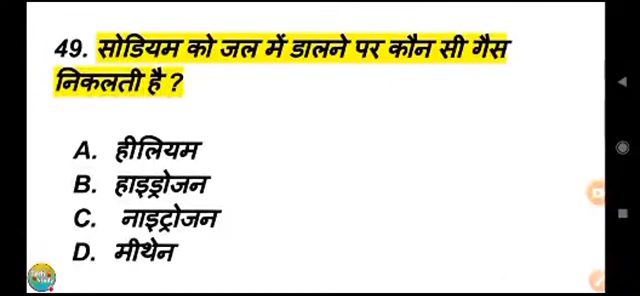 49. सोडियम को जल में डालने पर कौन सी गैस
निकलती है ?
A. हीलियम
B. हाइड्रोजन
C. नाइट्रोजन
D. मीथेन